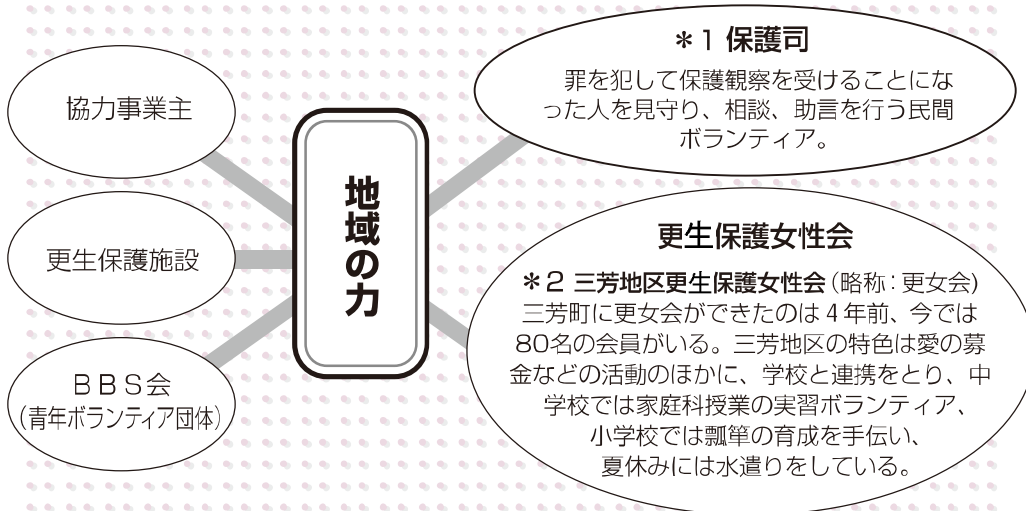 協力事業主
更生保護施設
BBS会
(青年ボランティア団体)
地域の力
＊1 保護司
罪を犯して保護観察を受けることにな
った人を見守り、相談、助言を行う民間
ボランティア。
更生保護女性会
＊2 三芳地区更生保護女性会(略称：更女会)
三芳町に更女会ができたのは4年前、今では
80名の会員がいる。三芳地区の特色は愛の募
金などの活動のほかに、学校と連携をとり、中
学校では家庭科授業の実習ボランティア、
小学校では瓢箪の育成を手伝い、
夏休みには水遣りをしている。